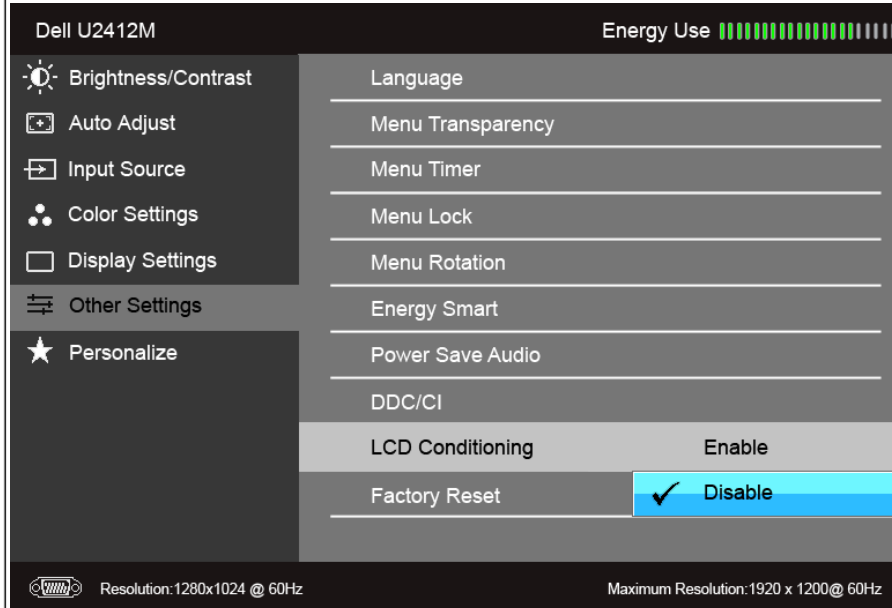 Dell U2412M Energy Use
Brightness/Contrast Language
Auto Adjust Menu Transparency
Input Source Menu Timer
Color Settings Menu Lock
Display Settings Menu Rotation
Other Settings Energy Smart
Personalize Power Save Audio
DDC/CI
LCD Conditioning Enable
Factory Reset Disable
Resolution:1280x1024 @ 60Hz Maximum Resolution:1920 x 1200@ 60Hz